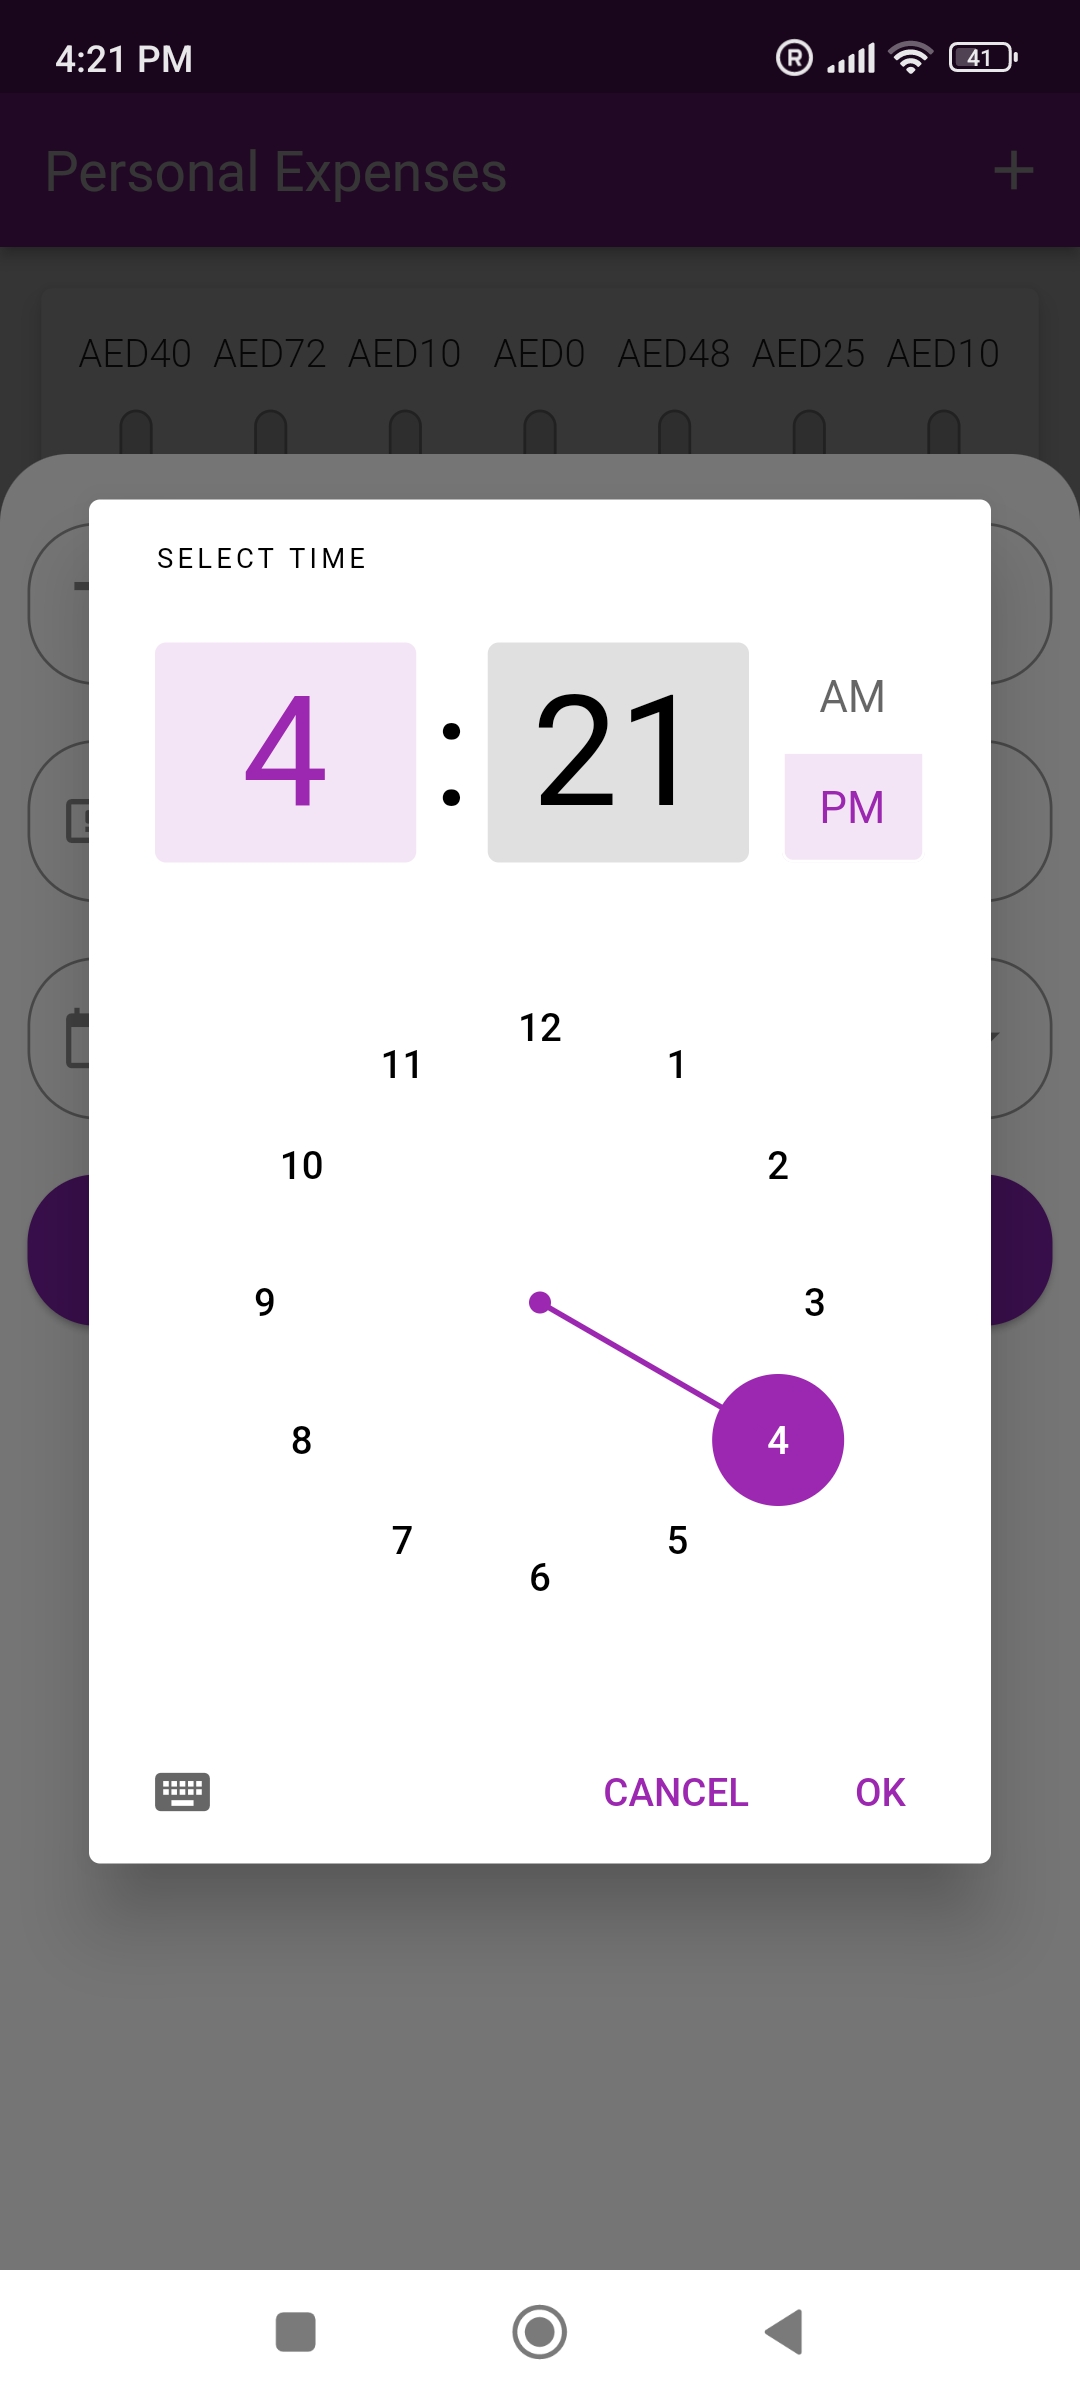 4:21 PM
R
41
Personal Expenses
+
AED40 AED72 AED10 AED0 AED48 AED25 AED10
SELECT TIME
4 : 21
AM
PM
12
11 1
10 2
9 3
8 4
7 5
6
CANCEL OK